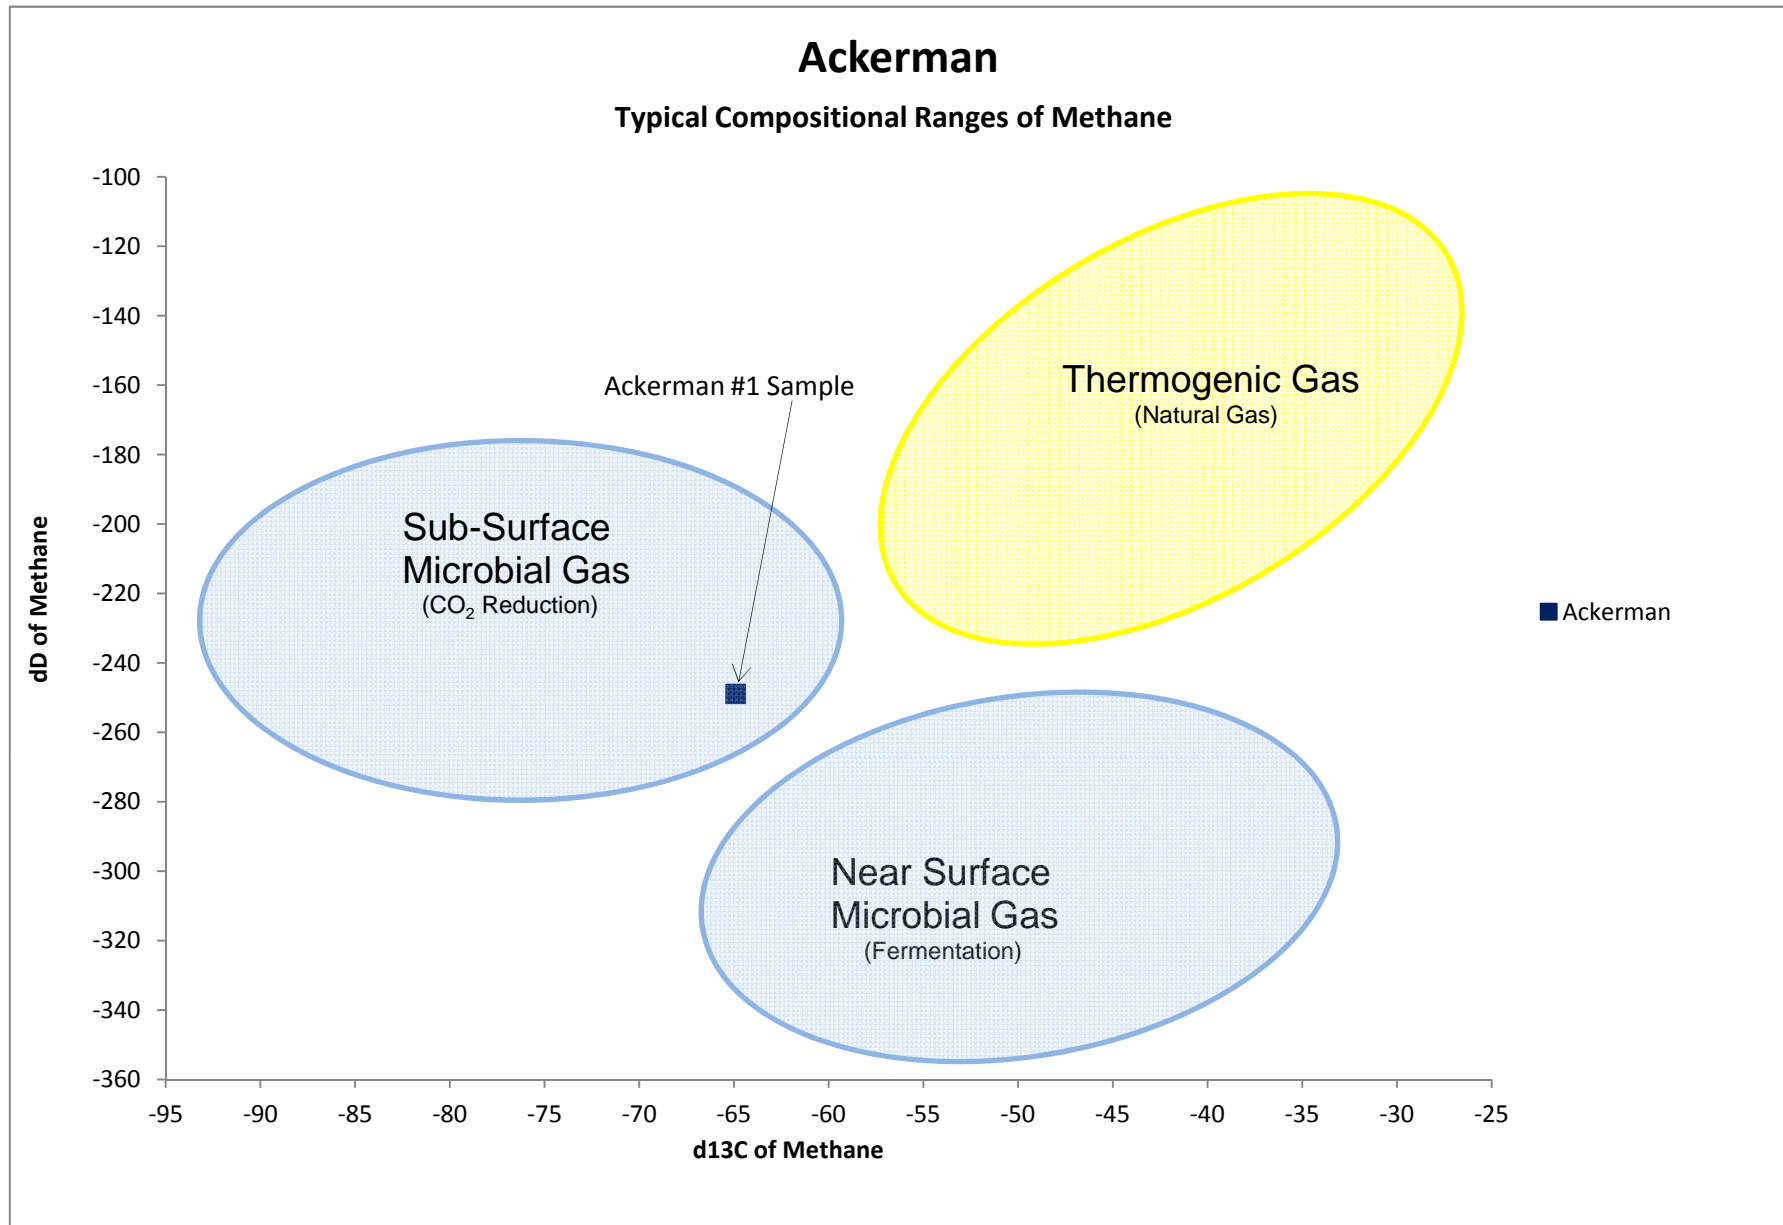 Ackerman
Typical Compositional Ranges of Methane
-100
-120
-140
-160
-180
-200
-220
-240
-260
-280
-300
-320
-340
-360
dD of Methane
Ackerman #1 Sample
Thermogenic Gas
(Natural Gas)
Sub-Surface
Microbial Gas
(CO₂ Reduction)
Near Surface
Microbial Gas
(Fermentation)
Ackerman
-95 -90 -85 -80 -75 -70 -65 -60 -55 -50 -45 -40 -35 -30 -25
d13C of Methane